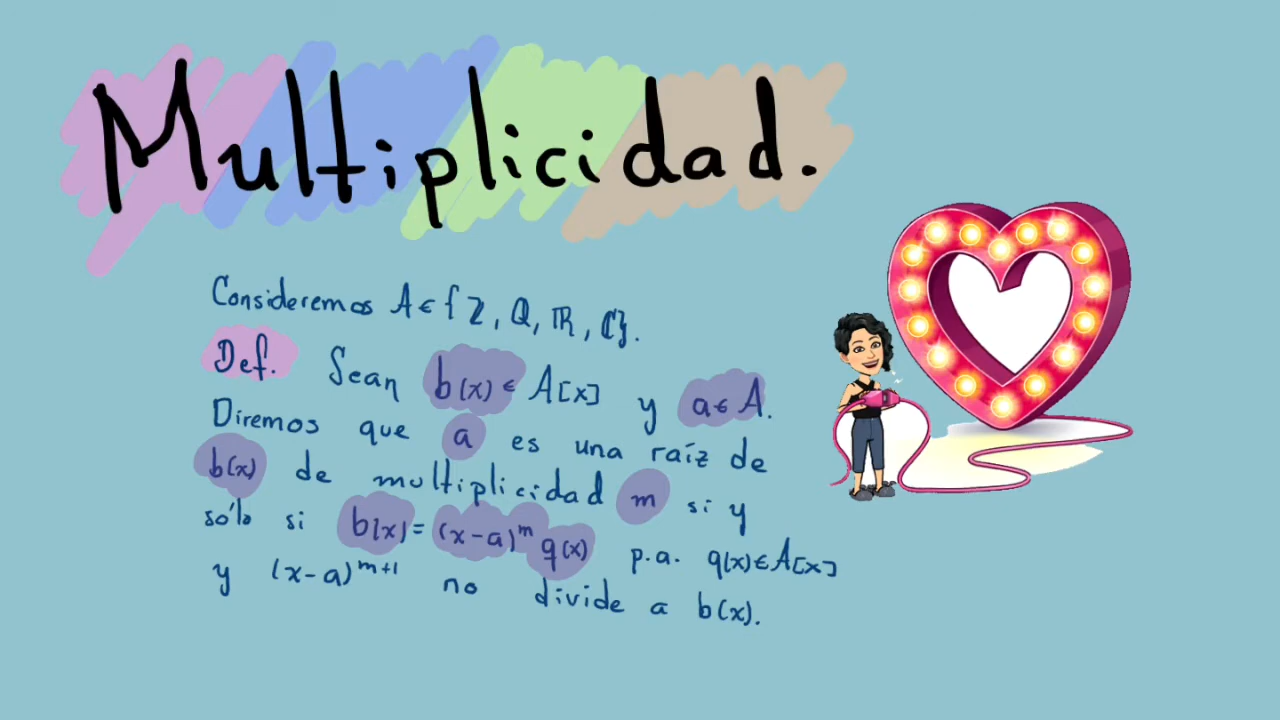 Multiplicidad.
Consideremos A ∈ {ℤ, ℚ, ℝ, ℂ}.
Def. Sean b(x) ∈ A[x] y a ∈ A.
Diremos que a es una raíz de
b(x) de multiplicidad m si y
sólo si b(x) = (x-a)^m q(x) p.a. q(x) ∈ A[x]
y (x-a)^{m+1} no divide a b(x).